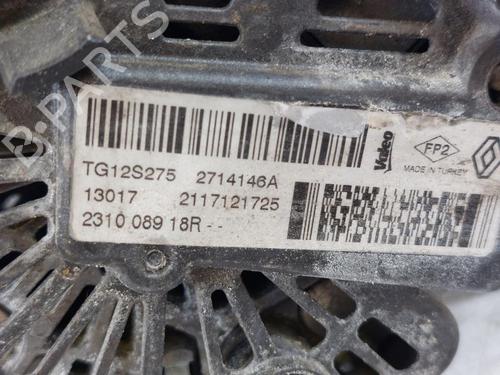 B-PARTS
Valeo
FP2
MADE IN TURKEY
TG12S275 2714146A
13017 2117121725
2310 089 18R - -